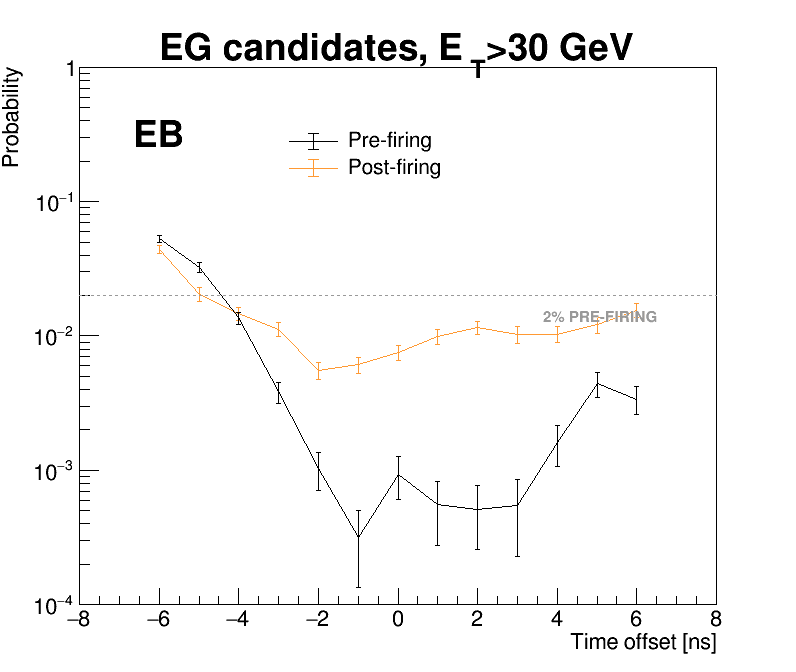 EG candidates, E T>30 GeV
Probability
EB
Pre-firing
Post-firing
2% PRE-FIRING
1
10⁻¹
10⁻²
10⁻³
10⁻⁴
−8 −6 −4 −2 0 2 4 6 8
Time offset [ns]